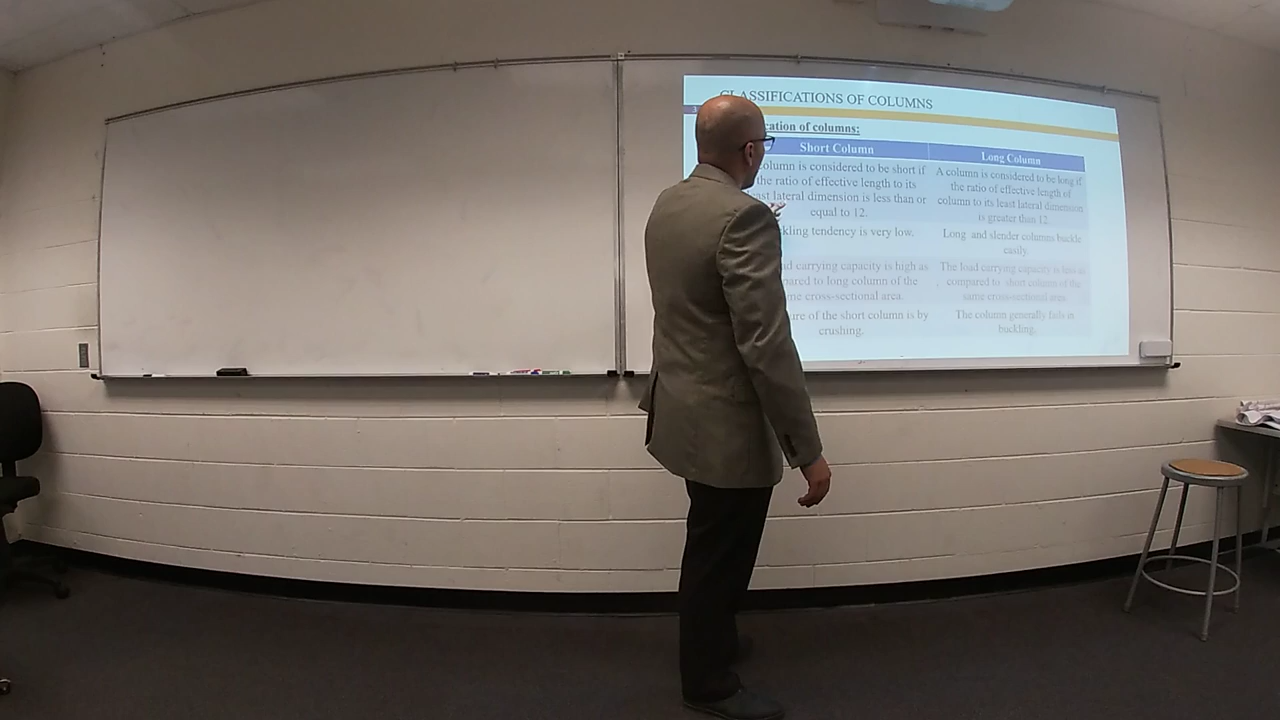 CLASSIFICATIONS OF COLUMNS
3
cation of columns:
Short Column
column is considered to be short if
the ratio of effective length to its
ast lateral dimension is less than or
equal to 12.
kling tendency is very low.
ad carrying capacity is high as
pared to long column of the
me cross-sectional area.
ure of the short column is by
crushing.
Long Column
A column is considered to be long if
the ratio of effective length of
column to its least lateral dimension
is greater than 12.
Long and slender columns buckle
easily.
The load carrying capacity is less as
compared to short column of the
same cross-sectional area
The column generally fails in
buckling.